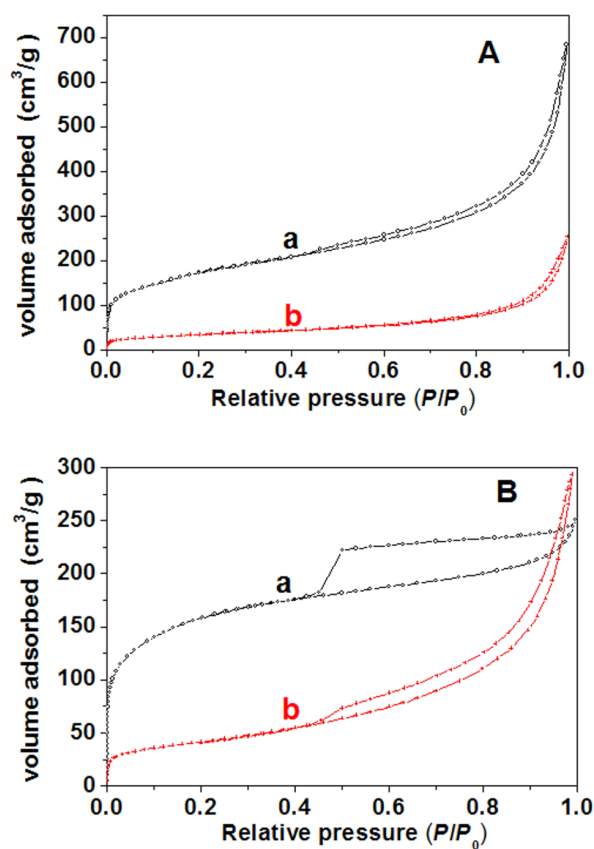 A
volume adsorbed (cm³/g)
700
600
500
400
300
200
100
0
a
b
0.0 0.2 0.4 0.6 0.8 1.0
Relative pressure (P/P₀)
B
volume adsorbed (cm³/g)
300
250
200
150
100
50
0
a
b
0.0 0.2 0.4 0.6 0.8 1.0
Relative pressure (P/P₀)